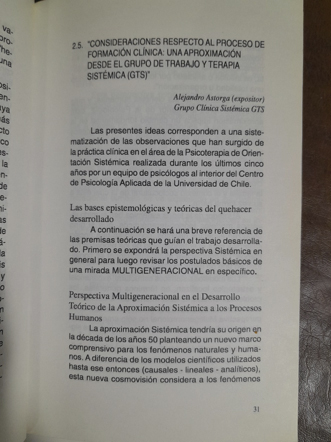 2.5. "CONSIDERACIONES RESPECTO AL PROCESO DE
FORMACIÓN CLÍNICA: UNA APROXIMACIÓN
DESDE EL GRUPO DE TRABAJO Y TERAPIA
SISTÉMICA (GTS)"
Alejandro Astorga (expositor)
Grupo Clínica Sistémica GTS
Las presentes ideas corresponden a una siste-
matización de las observaciones que han surgido de
la práctica clínica en el área de la Psicoterapia de Orien-
tación Sistémica realizada durante los últimos cinco
años por un equipo de psicólogos al interior del Centro
de Psicología Aplicada de la Universidad de Chile.
Las bases epistemológicas y teóricas del quehacer
desarrollado
A continuación se hará una breve referencia de
las premisas teóricas que guían el trabajo desarrolla-
do. Primero se expondrá la perspectiva Sistémica en
general para luego revisar los postulados básicos de
una mirada MULTIGENERACIONAL en específico.
Perspectiva Multigeneracional en el Desarrollo
Teórico de la Aproximación Sistémica a los Procesos
Humanos
La aproximación Sistémica tendría su origen en
la década de los años 50 planteando un nuevo marco
comprensivo para los fenómenos naturales y huma-
nos. A diferencia de los modelos científicos utilizados
hasta ese entonces (causales - lineales - analíticos),
esta nueva cosmovisión considera a los fenómenos
31